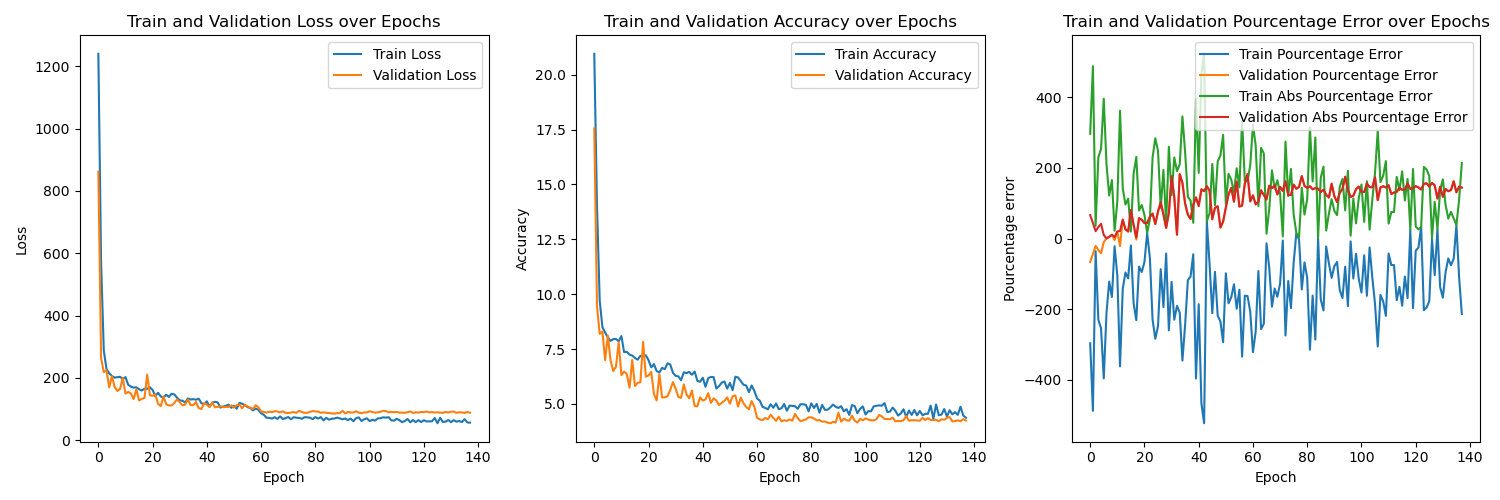 Train and Validation Loss over Epochs
Train Loss
Validation Loss
1200
1000
800
600
400
200
0
Loss
0 20 40 60 80 100 120 140
Epoch
Train and Validation Accuracy over Epochs
Train Accuracy
Validation Accuracy
20.0
17.5
15.0
12.5
10.0
7.5
5.0
Accuracy
0 20 40 60 80 100 120 140
Epoch
Train and Validation Pourcentage Error over Epochs
Train Pourcentage Error
Validation Pourcentage Error
Train Abs Pourcentage Error
Validation Abs Pourcentage Error
400
200
0
−200
−400
Pourcentage error
0 20 40 60 80 100 120 140
Epoch